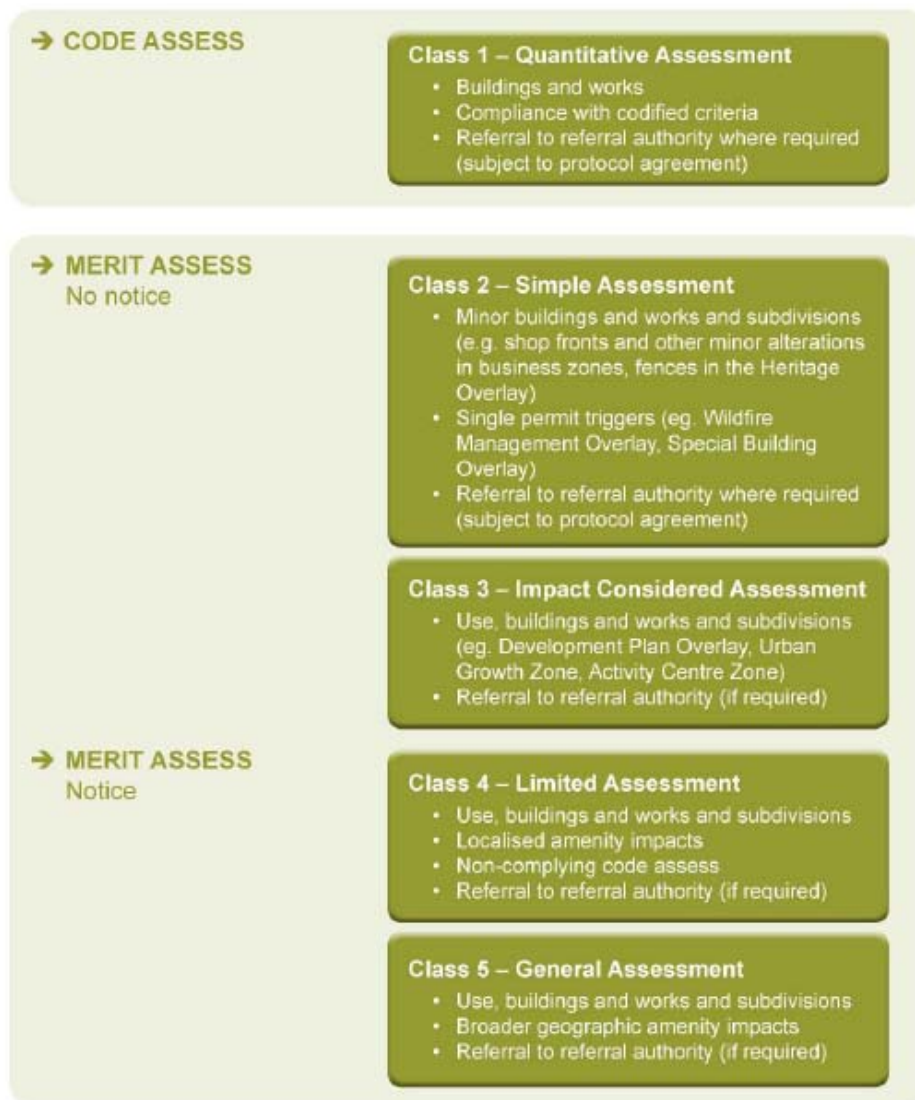 → CODE ASSESS
Class 1 – Quantitative Assessment
• Buildings and works
• Compliance with codified criteria
• Referral to referral authority where required
(subject to protocol agreement)
→ MERIT ASSESS
No notice
Class 2 – Simple Assessment
• Minor buildings and works and subdivisions
(e.g. shop fronts and other minor alterations
in business zones, fences in the Heritage
Overlay)
• Single permit triggers (eg. Wildfire
Management Overlay, Special Building
Overlay)
• Referral to referral authority where required
(subject to protocol agreement)
Class 3 – Impact Considered Assessment
• Use, buildings and works and subdivisions
(eg. Development Plan Overlay, Urban
Growth Zone, Activity Centre Zone)
• Referral to referral authority (if required)
→ MERIT ASSESS
Notice
Class 4 – Limited Assessment
• Use, buildings and works and subdivisions
• Localised amenity impacts
• Non-complying code assess
• Referral to referral authority (if required)
Class 5 – General Assessment
• Use, buildings and works and subdivisions
• Broader geographic amenity impacts
• Referral to referral authority (if required)